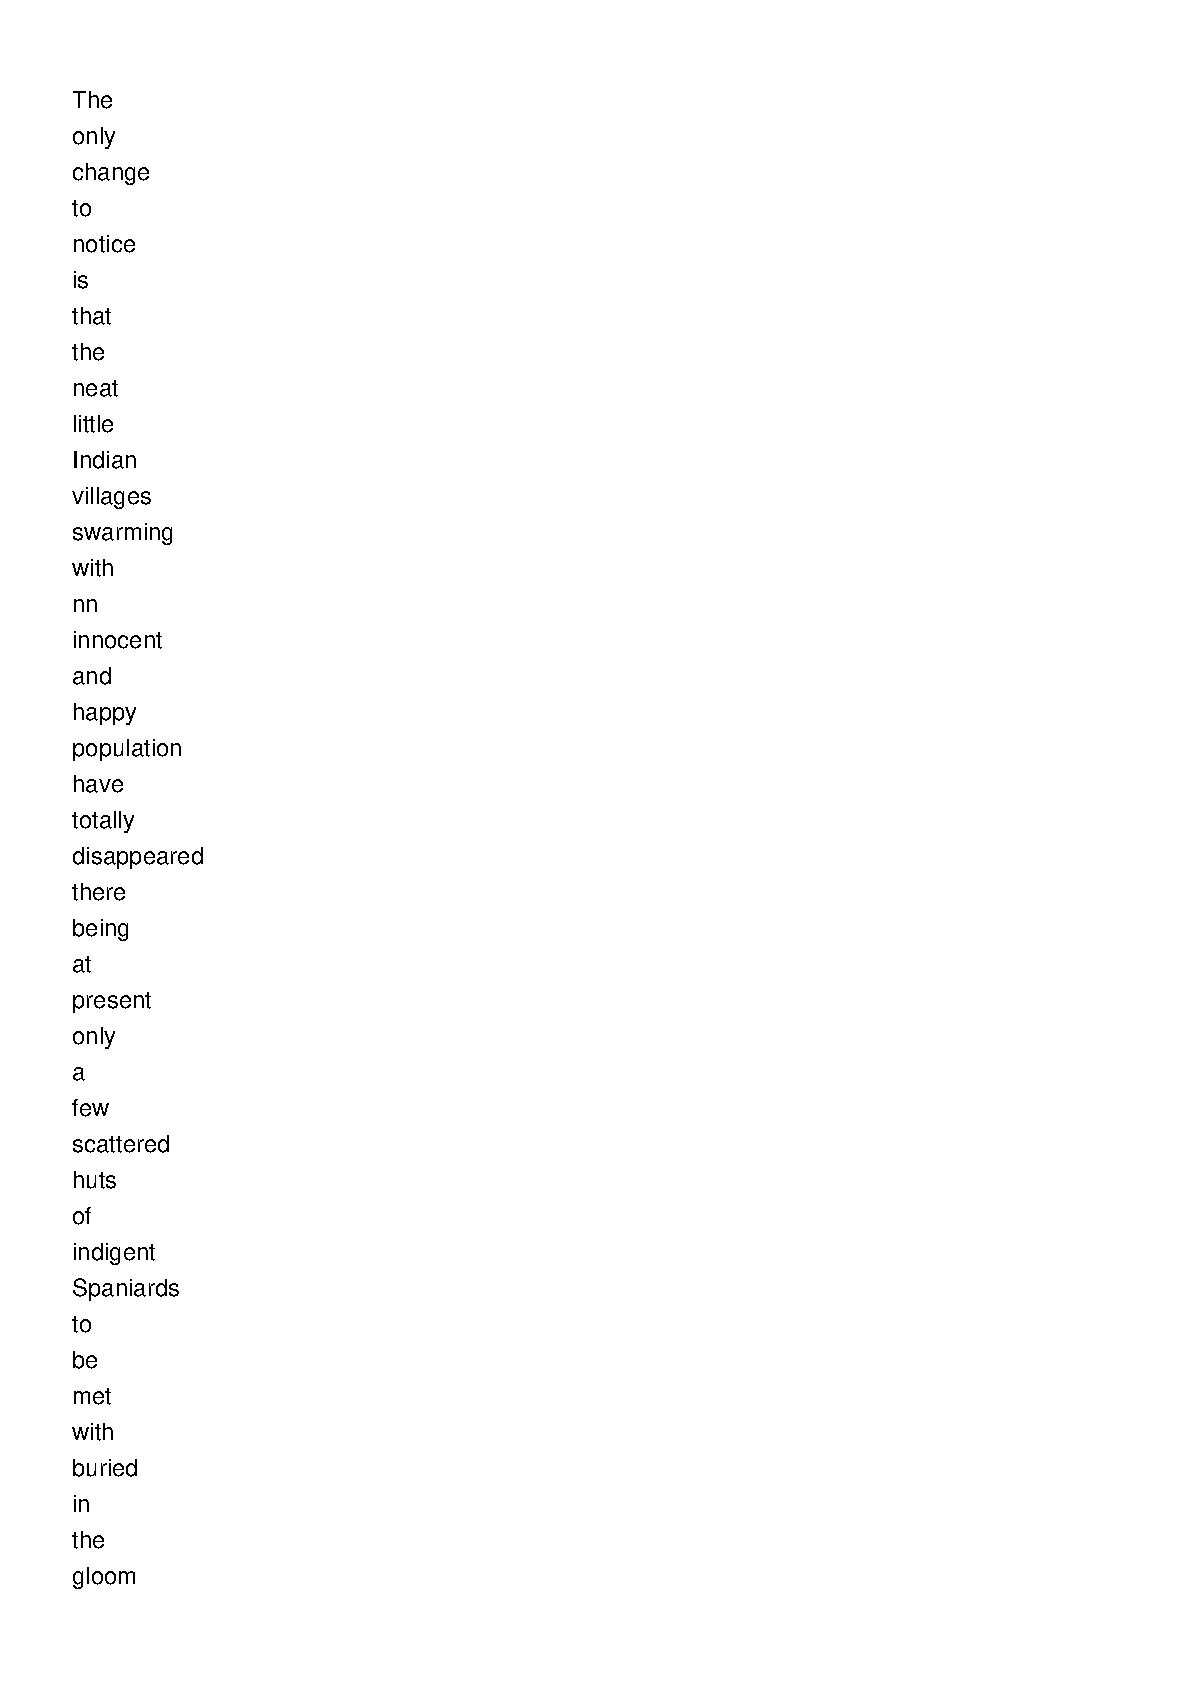 The
only
change
to
notice
is
that
the
neat
little
Indian
villages
swarming
with
nn
innocent
and
happy
population
have
totally
disappeared
there
being
at
present
only
a
few
scattered
huts
of
indigent
Spaniards
to
be
met
with
buried
in
the
gloom